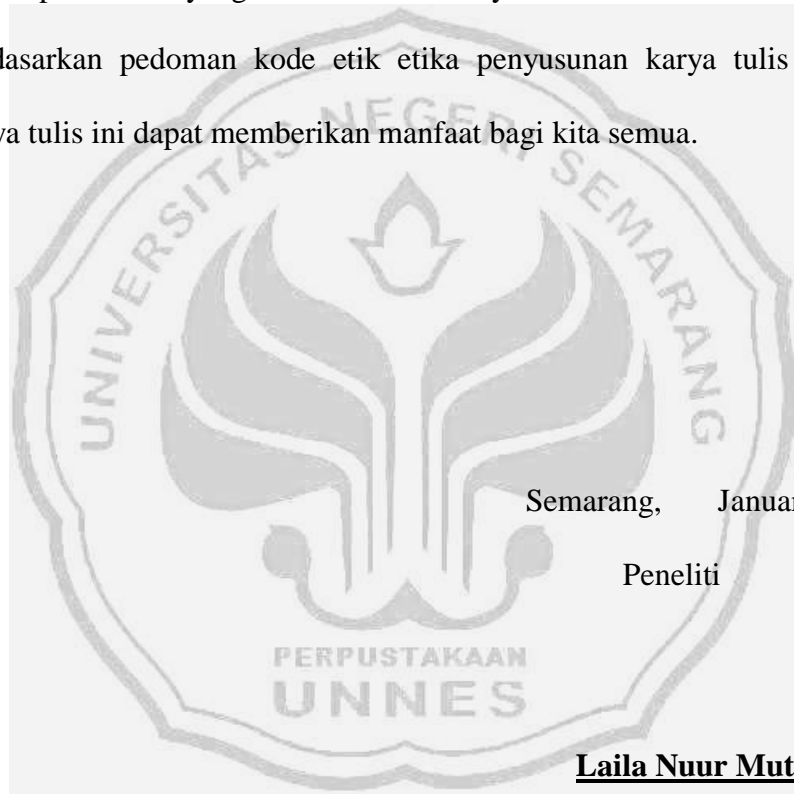 dasarkan pedoman kode etik etika penyusunan karya tulis
ya tulis ini dapat memberikan manfaat bagi kita semua.
UNIVERSITAS NEGERI SEMARANG
Semarang, Januar
Peneliti
PERPUSTAKAAN
UNNES
Laila Nuur Mut